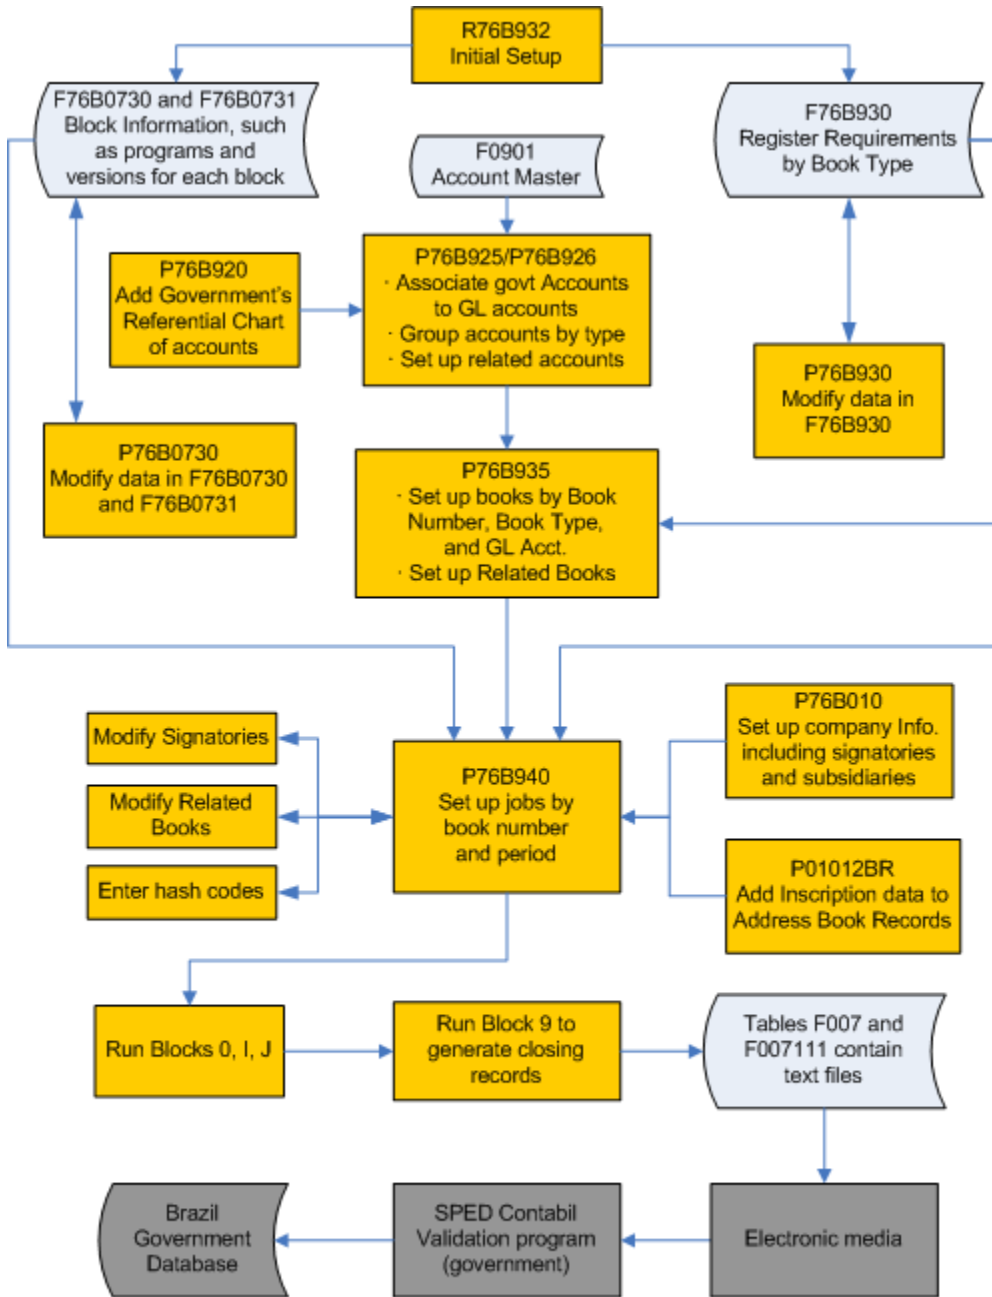 R76B932
Initial Setup
F76B0730 and F76B0731
Block Information, such
as programs and
versions for each block
F0901
Account Master
F76B930
Register Requirements
by Book Type
P76B920
Add Government's
Referential Chart
of accounts
P76B925/P76B926
· Associate govt Accounts
to GL accounts
· Group accounts by type
· Set up related accounts
P76B930
Modify data in
F76B930
P76B0730
Modify data in F76B0730
and F76B0731
P76B935
· Set up books by Book
Number, Book Type,
and GL Acct.
· Set up Related Books
Modify Signatories
Modify Related
Books
Enter hash codes
P76B940
Set up jobs by
book number
and period
P76B010
Set up company Info.
including signatories
and subsidiaries
P01012BR
Add Inscription data to
Address Book Records
Run Blocks 0, I, J
Run Block 9 to
generate closing
records
Tables F007 and
F007111 contain
text files
Brazil
Government
Database
SPED Contabil
Validation program
(government)
Electronic media